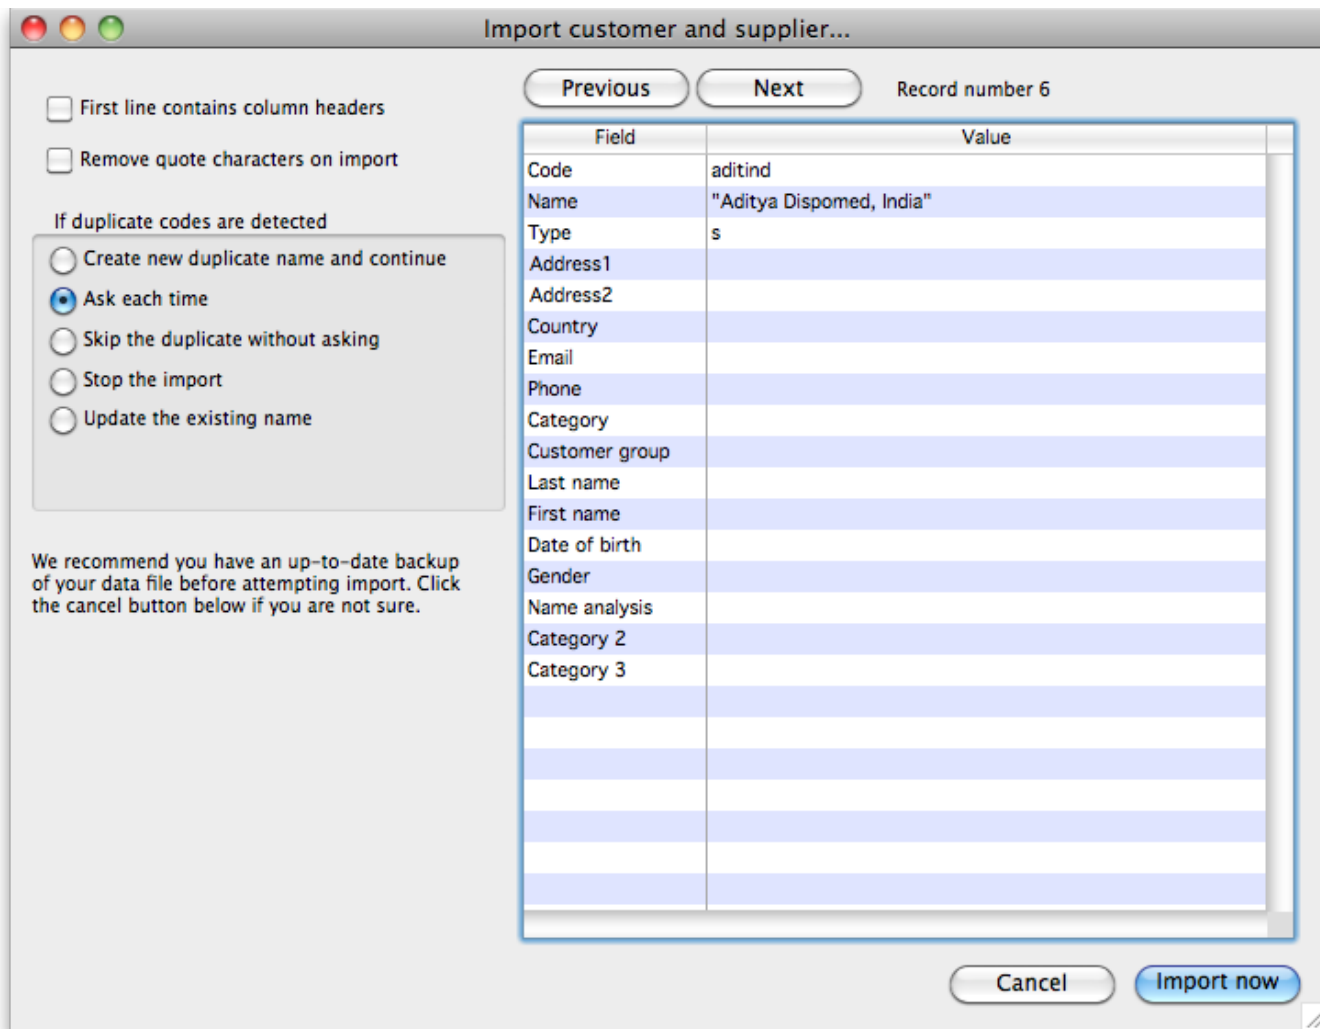 Import customer and supplier...
First line contains column headers
Remove quote characters on import
If duplicate codes are detected
Create new duplicate name and continue
Ask each time
Skip the duplicate without asking
Stop the import
Update the existing name
We recommend you have an up-to-date backup
of your data file before attempting import. Click
the cancel button below if you are not sure.
Previous Next Record number 6
Field Value
Code aditind
Name "Aditya Dispomed, India"
Type s
Address1
Address2
Country
Email
Phone
Category
Customer group
Last name
First name
Date of birth
Gender
Name analysis
Category 2
Category 3
Cancel Import now